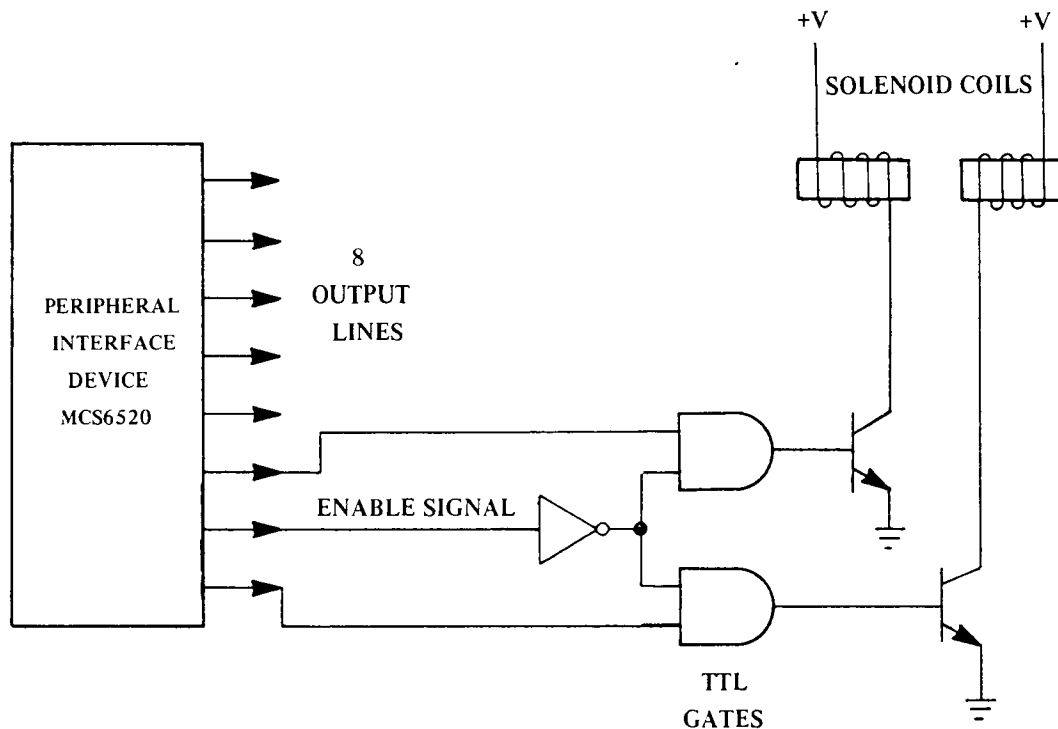 +V
+V
SOLENOID COILS
8
OUTPUT
LINES
PERIPHERAL
INTERFACE
DEVICE
MCS6520
ENABLE SIGNAL
TTL
GATES